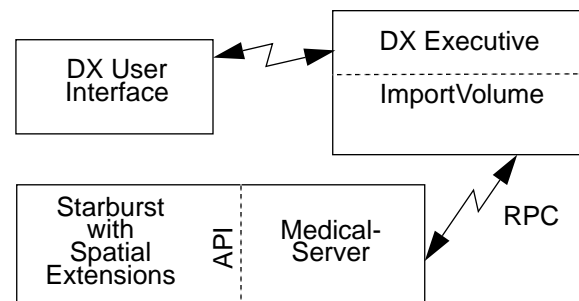 DX User
Interface
DX Executive
ImportVolume
Starburst
with
Spatial
Extensions
API
Medical-
Server
RPC